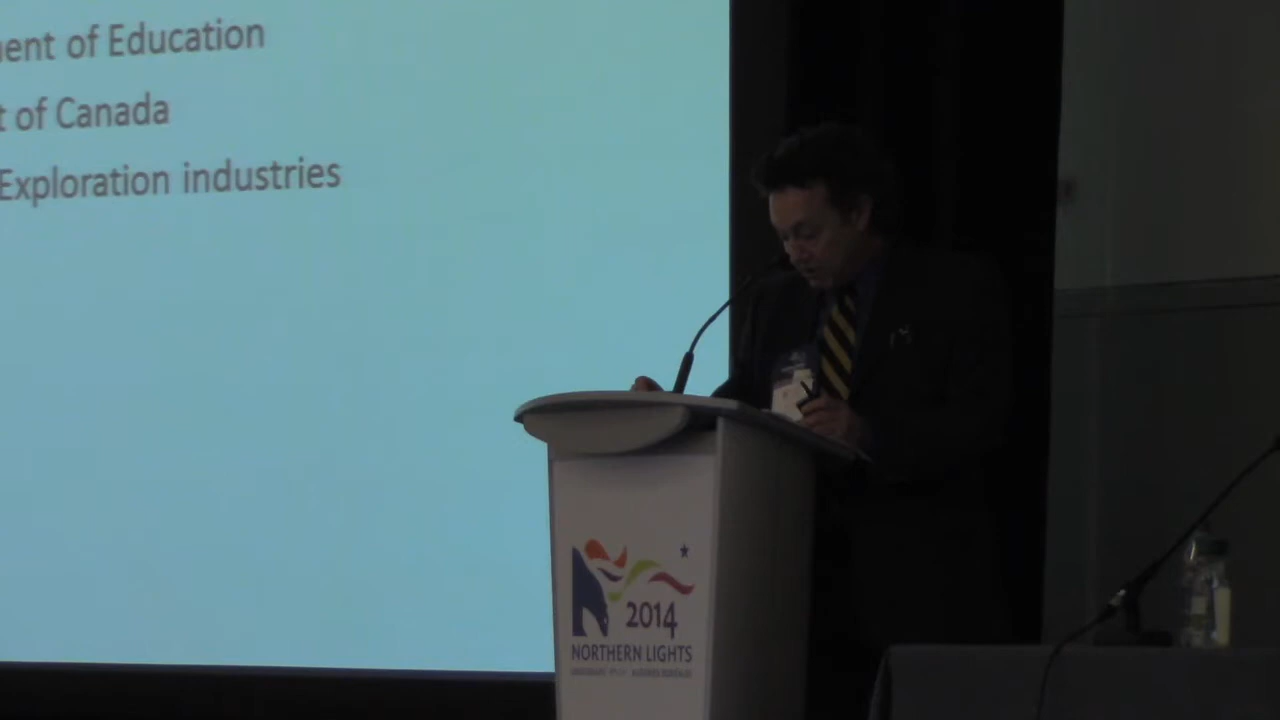 ent of Education
t of Canada
Exploration industries
2014
NORTHERN LIGHTS